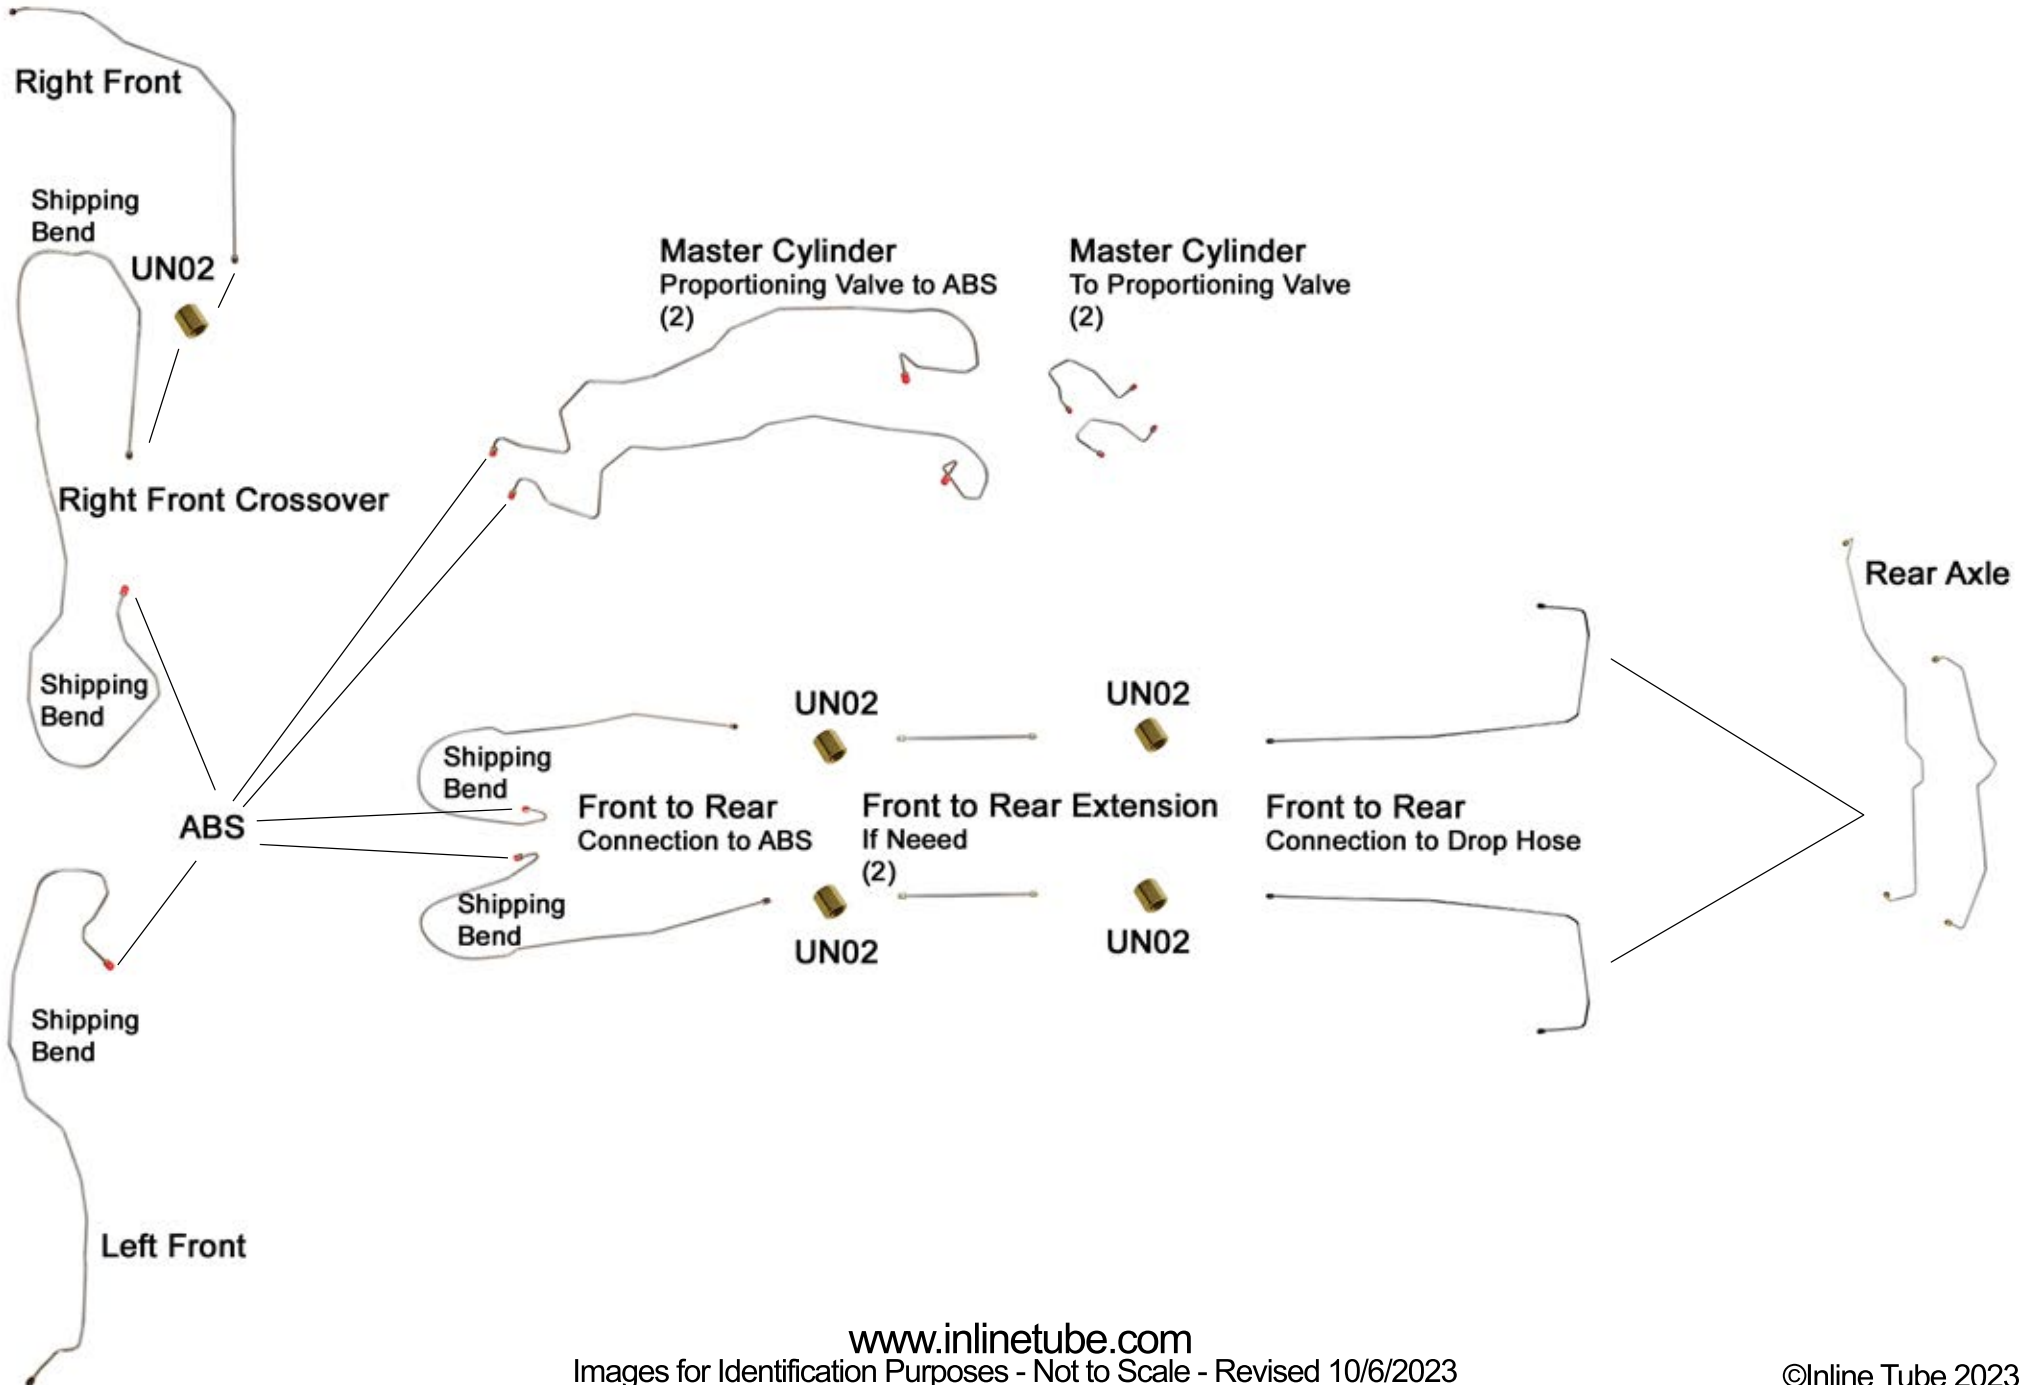 Right Front
Shipping
Bend
UN02
Master Cylinder
Proportioning Valve to ABS
(2)
Master Cylinder
To Proportioning Valve
(2)
Right Front Crossover
Rear Axle
Shipping
Bend
UN02
UN02
Shipping
Bend
Front to Rear
Connection to ABS
Front to Rear Extension
If Neeed
(2)
Front to Rear
Connection to Drop Hose
ABS
Shipping
Bend
UN02
UN02
Shipping
Bend
Left Front
www.inlinetube.com
Images for Identification Purposes - Not to Scale - Revised 10/6/2023
©Inline Tube 2023